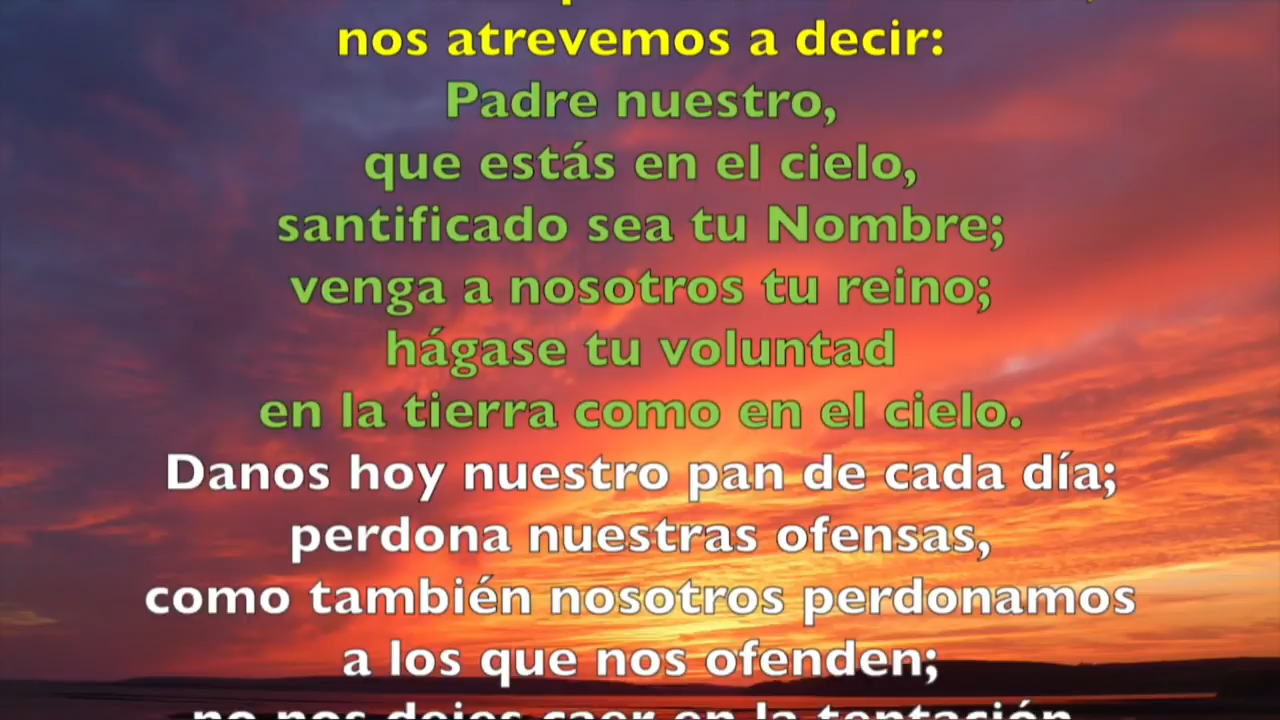 nos atrevemos a decir:
Padre nuestro,
que estás en el cielo,
santificado sea tu Nombre;
venga a nosotros tu reino;
hágase tu voluntad
en la tierra como en el cielo.
Danos hoy nuestro pan de cada día;
perdona nuestras ofensas,
como también nosotros perdonamos
a los que nos ofenden;
no nos dejes caer en la tentación